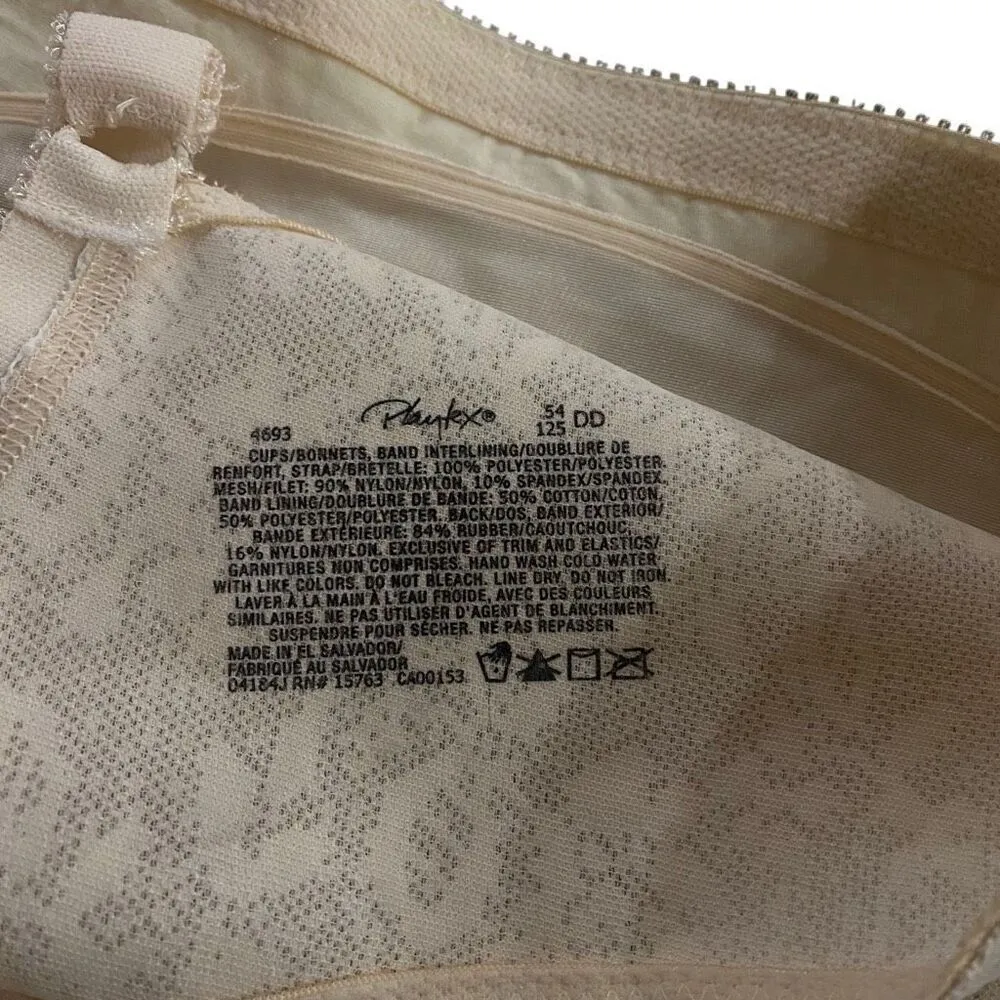 Playtex® 54 DD
4693 125
CUPS/BONNETS, BAND INTERLINING/DOUBLURE DE
RENFORT, STRAP/BRETELLE: 100% POLYESTER/POLYESTER.
MESH/FILET: 90% NYLON/NYLON, 10% SPANDEX/SPANDEX.
BAND LINING/DOUBLURE DE BANDE: 50% COTTON/COTON,
50% POLYESTER/POLYESTER. BACK/DOS, BAND EXTERIOR/
BANDE EXTÉRIEURE: 84% RUBBER/CAOUTCHOUC,
16% NYLON/NYLON. EXCLUSIVE OF TRIM AND ELASTICS/
GARNITURES NON COMPRISES. HAND WASH COLD WATER
WITH LIKE COLORS. DO NOT BLEACH. LINE DRY. DO NOT IRON.
LAVER À LA MAIN À L'EAU FROIDE, AVEC DES COULEURS
SIMILAIRES. NE PAS UTILISER D'AGENT DE BLANCHIMENT.
SUSPENDRE POUR SÉCHER. NE PAS REPASSER.
MADE IN EL SALVADOR/
FABRIQUÉ AU SALVADOR
04184J RN# 15763 CA00153